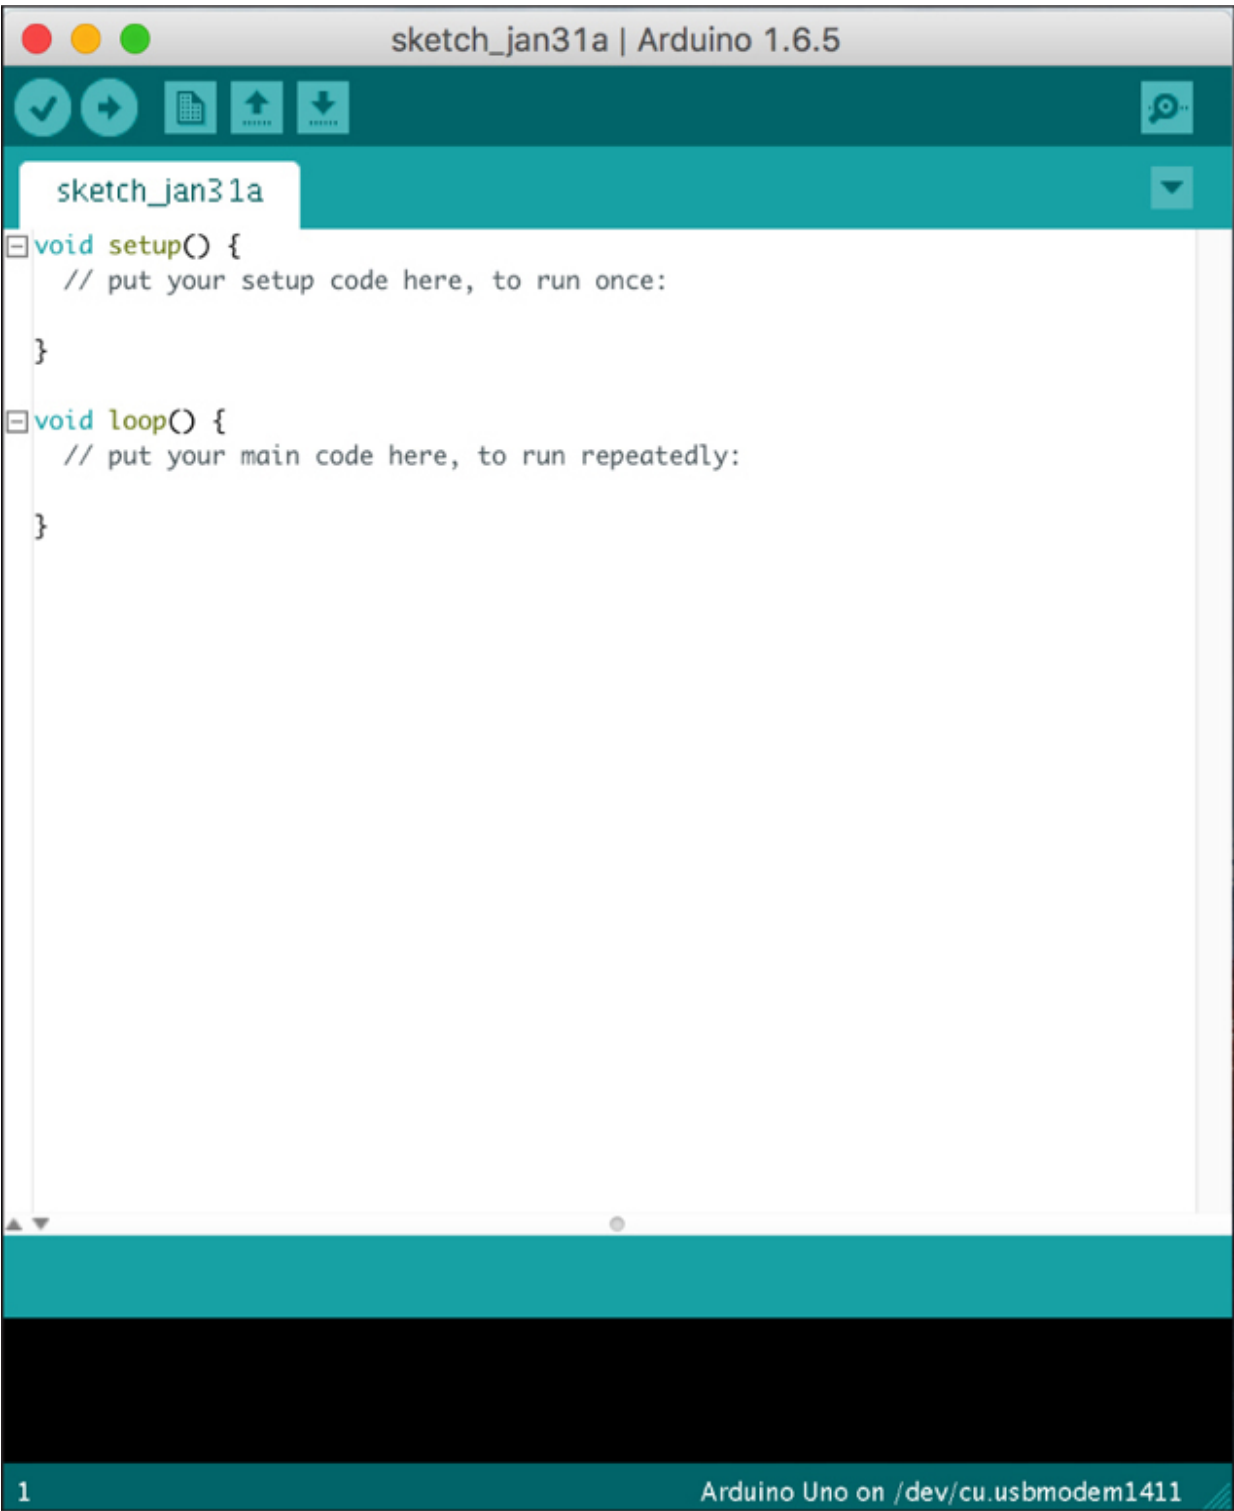 sketch_jan31a | Arduino 1.6.5
sketch_jan31a
void setup() {
  // put your setup code here, to run once:
}
void loop() {
  // put your main code here, to run repeatedly:
}
1
Arduino Uno on /dev/cu.usbmodem1411